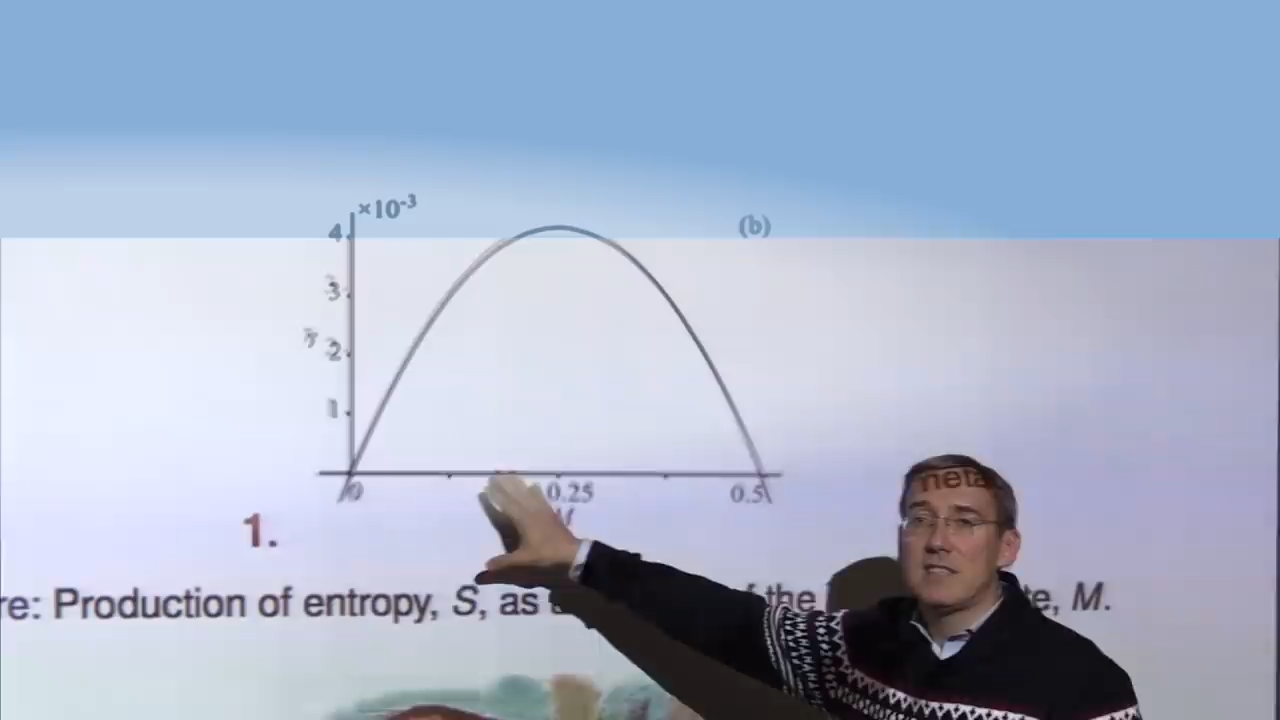 ×10⁻³
(b)
4
3
2
1
0 0.25 0.5
M
1.
meta
re: Production of entropy, S, as the te, M.